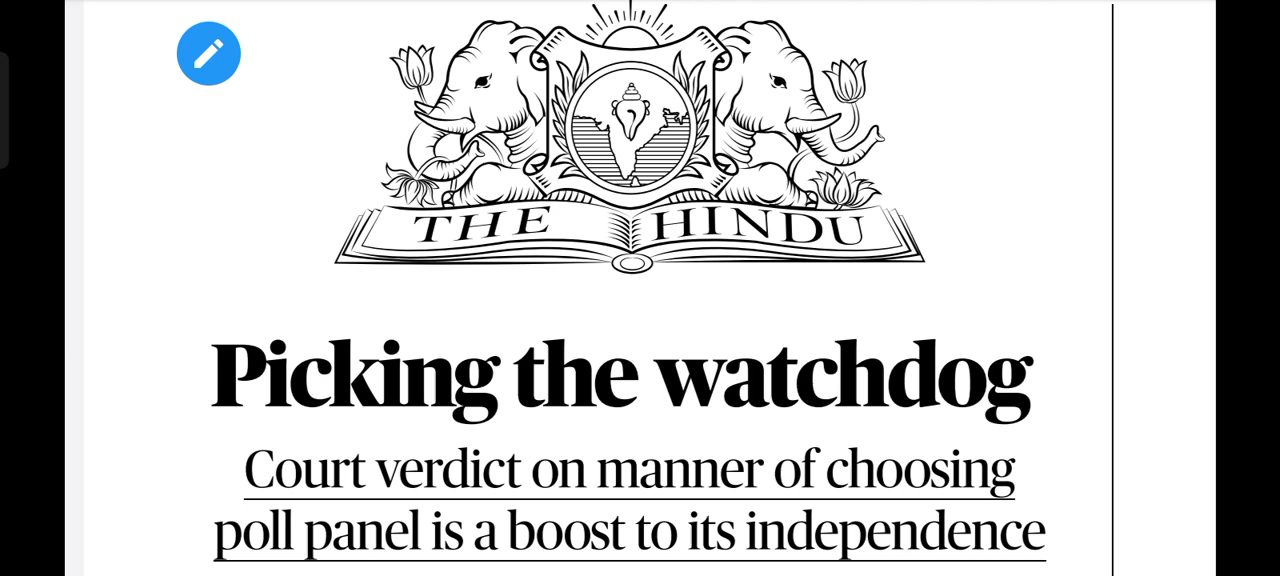 THE HINDU
Picking the watchdog
Court verdict on manner of choosing
poll panel is a boost to its independence